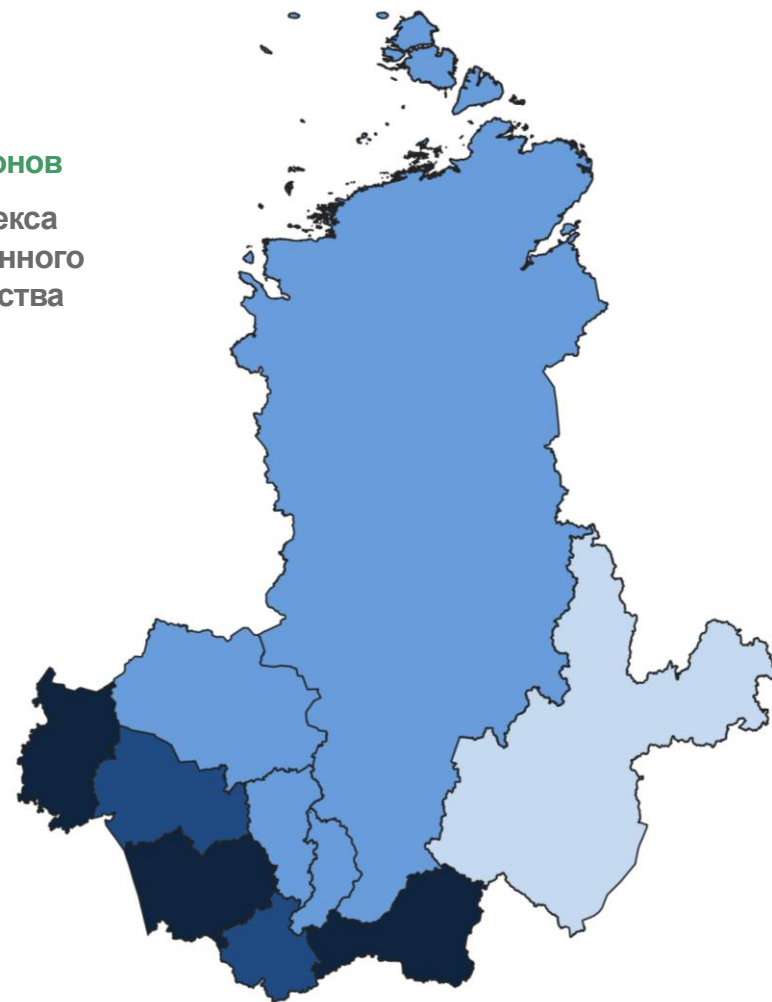 онов
екса
нного
ства